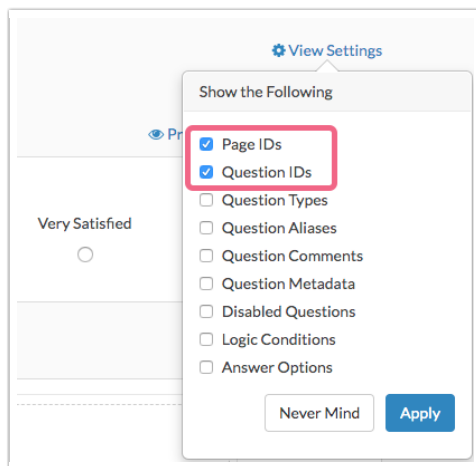 View Settings
Show the Following
Pr
Page IDs
Question IDs
Question Types
Very Satisfied
Question Aliases
Question Comments
Question Metadata
Disabled Questions
Logic Conditions
Answer Options
Never Mind
Apply